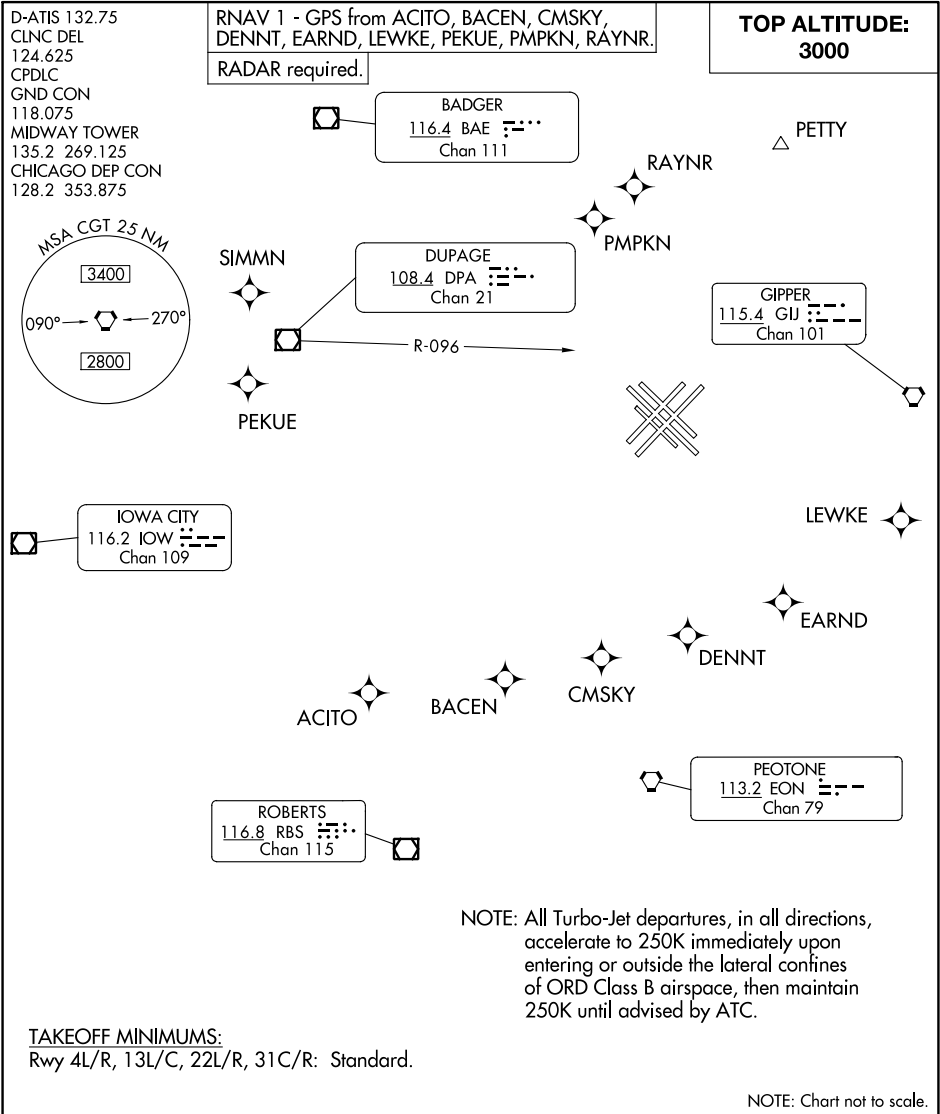 D-ATIS 132.75
CLNC DEL
124.625
CPDLC
GND CON
118.075
MIDWAY TOWER
135.2 269.125
CHICAGO DEP CON
128.2 353.875
RNAV 1 - GPS from ACITO, BACEN, CMSKY,
DENNT, EARND, LEWKE, PEKUE, PMPKN, RAYNR.
RADAR required.
TOP ALTITUDE:
3000
BADGER
116.4 BAE
Chan 111
PETTY
RAYNR
PMPKN
MSA CGT 25 NM
3400
090°
270°
2800
SIMMN
DUPAGE
108.4 DPA
Chan 21
R-096
PEKUE
GIPPER
115.4 GIJ
Chan 101
IOWA CITY
116.2 IOW
Chan 109
LEWKE
EARND
DENNT
CMSKY
BACEN
ACITO
PEOTONE
113.2 EON
Chan 79
ROBERTS
116.8 RBS
Chan 115
NOTE: All Turbo-Jet departures, in all directions,
accelerate to 250K immediately upon
entering or outside the lateral confines
of ORD Class B airspace, then maintain
250K until advised by ATC.
TAKEOFF MINIMUMS:
Rwy 4L/R, 13L/C, 22L/R, 31C/R: Standard.
NOTE: Chart not to scale.